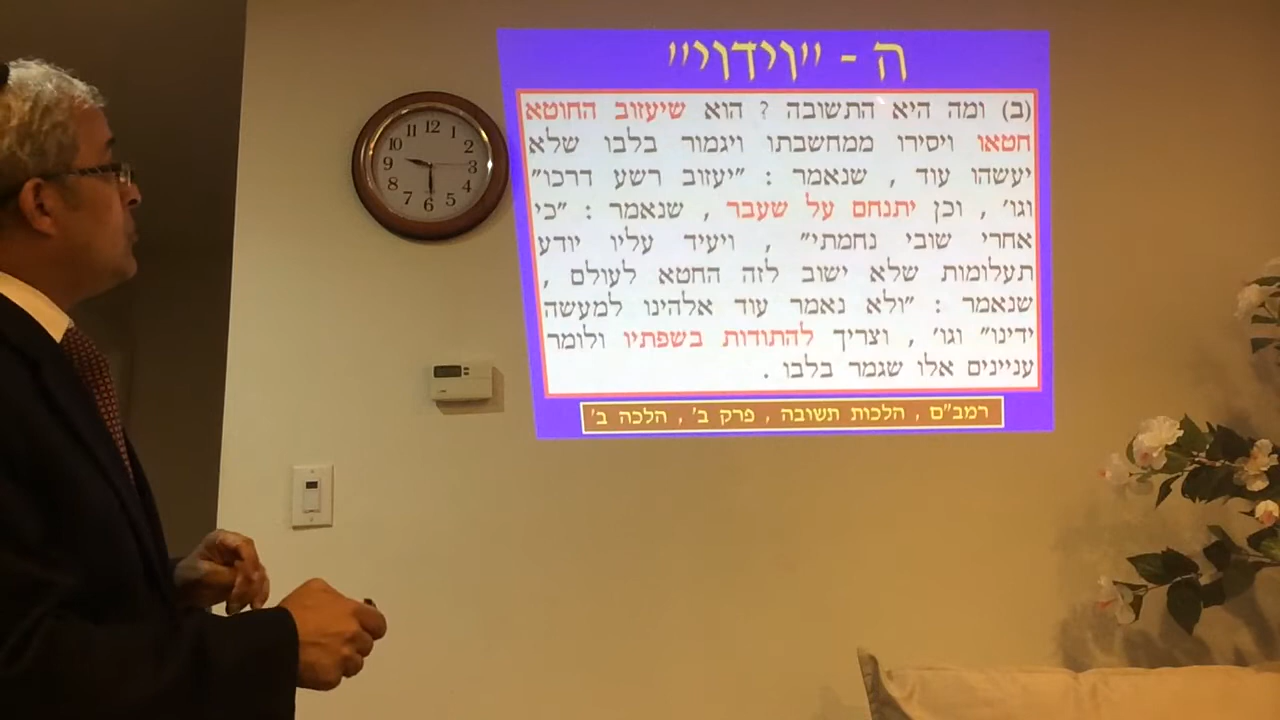 ה - "וידוי"
(ב) ומה היא התשובה ? הוא שיעזוב החוטא
חטאו ויסירו ממחשבתו ויגמור בלבו שלא
יעשהו עוד , שנאמר : "יעזוב רשע דרכו"
וגו' , וכן יתנחם על שעבר , שנאמר : "כי
אחרי שובי נחמתי" , ויעיד עליו יודע
תעלומות שלא ישוב לזה החטא לעולם ,
שנאמר : "ולא נאמר עוד אלהינו למעשה
ידינו" וגו' , וצריך להתודות בשפתיו ולומר
עניינים אלו שגמר בלבו .
רמב"ם , הלכות תשובה , פרק ב' , הלכה ב'
12
11 1
10 2
9 3
8 4
7 5
6